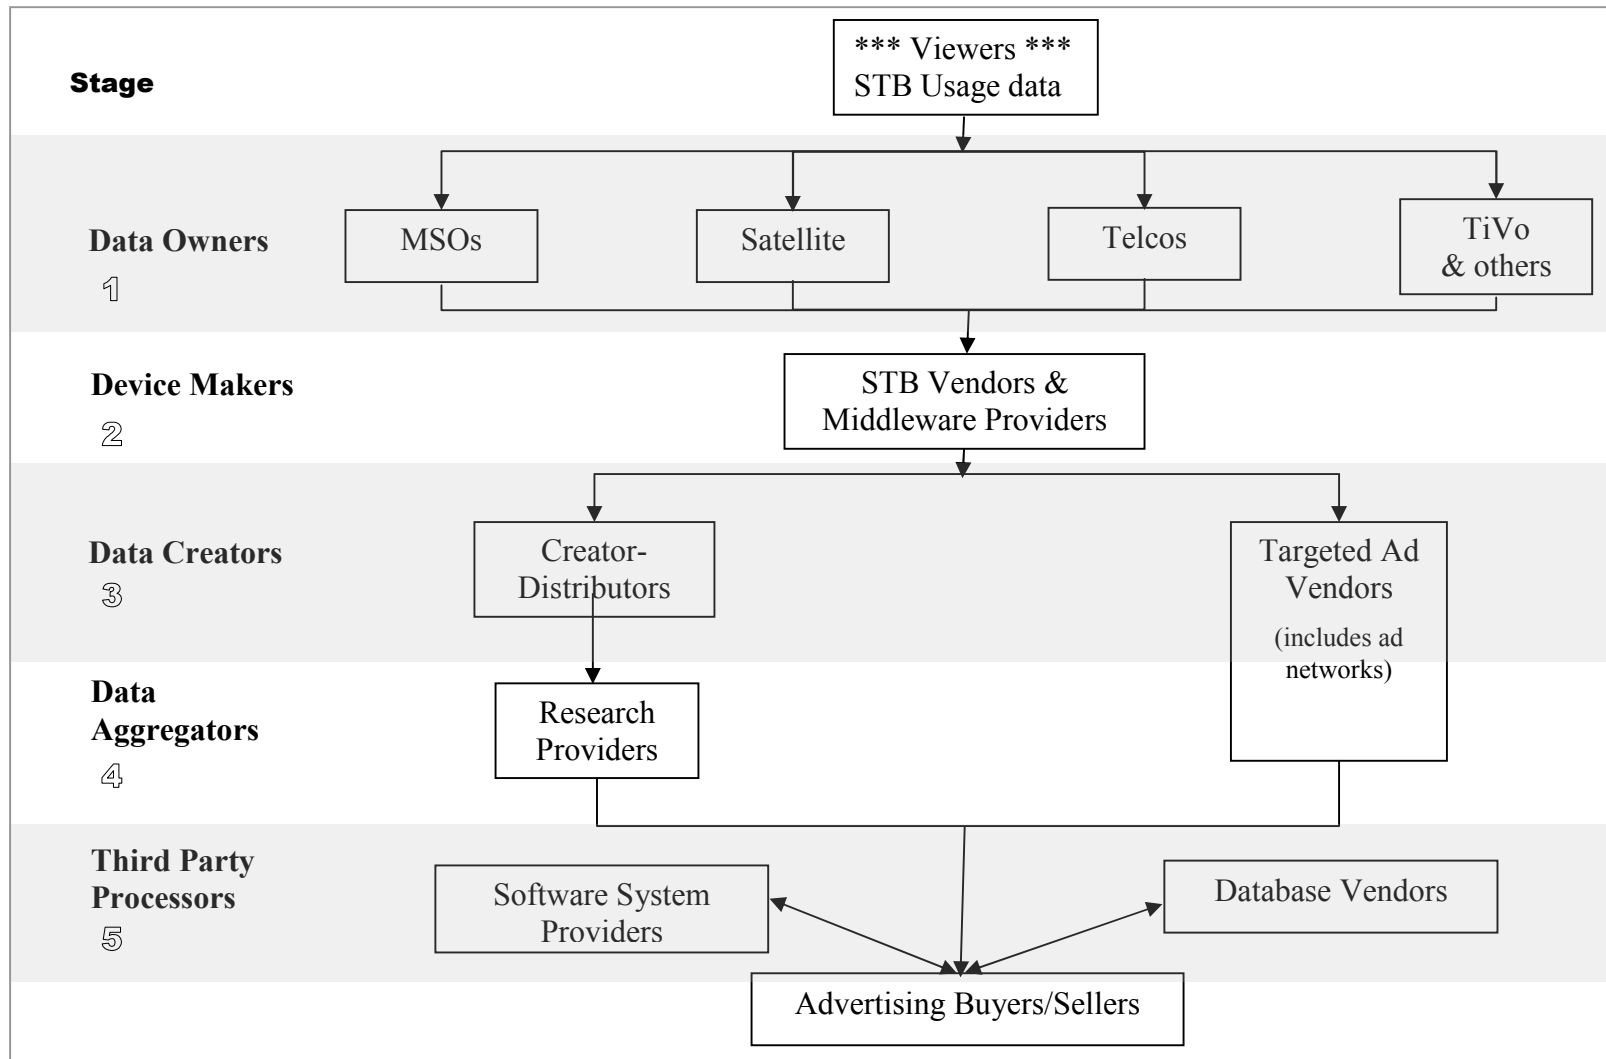 *** Viewers ***
STB Usage data
Stage
Data Owners
1
MSOs
Satellite
Telcos
TiVo
& others
Device Makers
2
STB Vendors &
Middleware Providers
Data Creators
3
Creator-
Distributors
Targeted Ad
Vendors
(includes ad
networks)
Data
Aggregators
4
Research
Providers
Third Party
Processors
5
Software System
Providers
Database Vendors
Advertising Buyers/Sellers